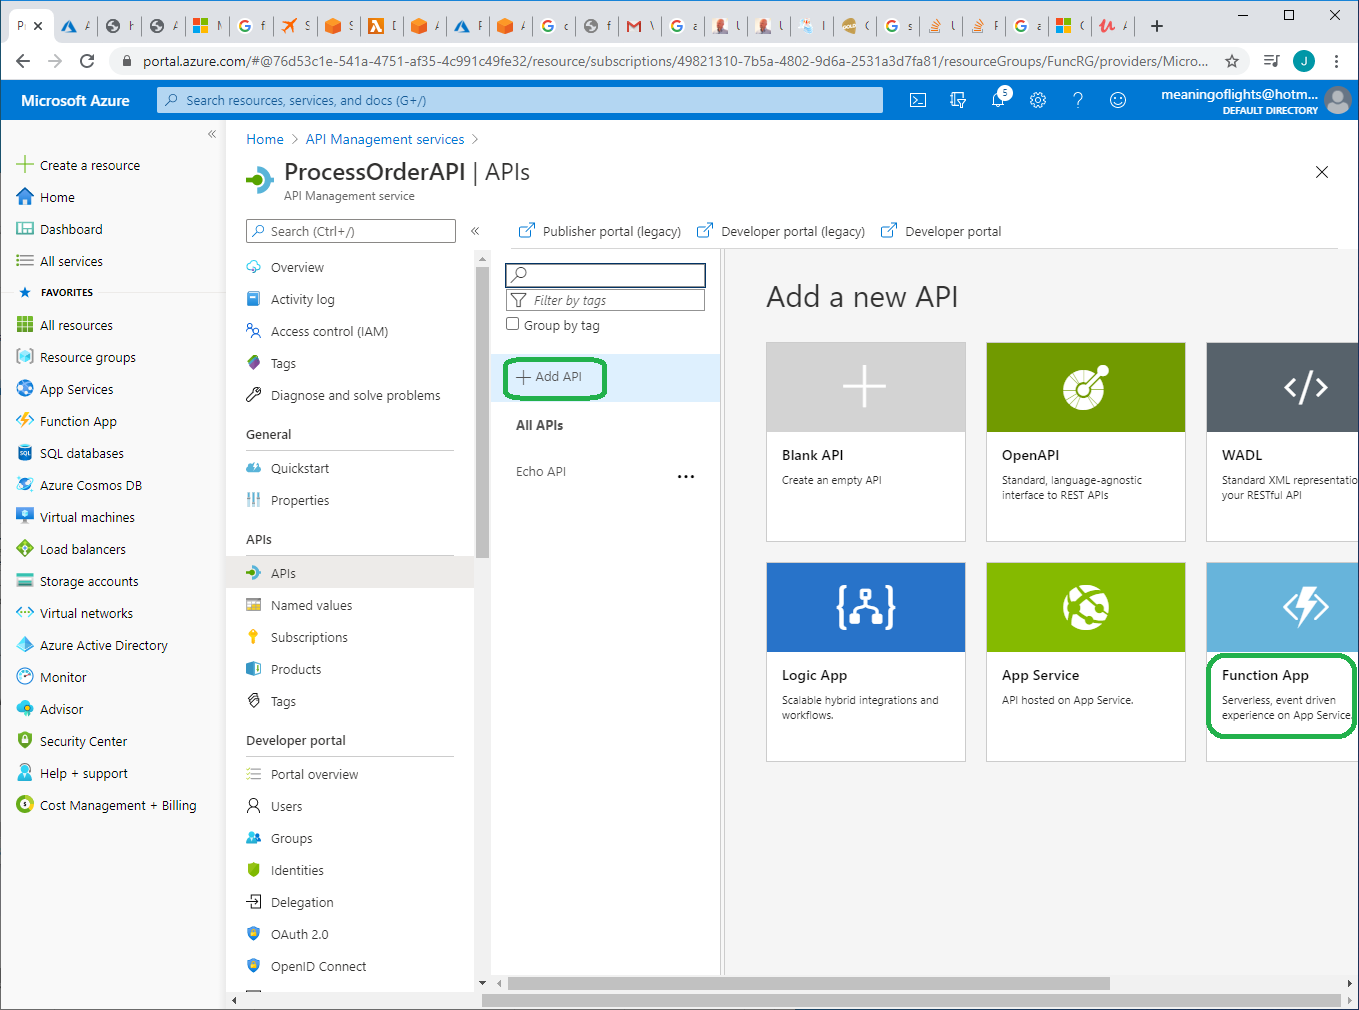 portal.azure.com/#@76d53c1e-541a-4751-af35-4c991c49fe32/resource/subscriptions/49821310-7b5a-4802-9d6a-2531a3d7fa81/resourceGroups/FuncRG/providers/Micro...
J
Microsoft Azure
Search resources, services, and docs (G+/)
5
meaningoflights@hotm...
DEFAULT DIRECTORY
Create a resource
Home
Dashboard
All services
FAVORITES
All resources
Resource groups
App Services
Function App
SQL databases
Azure Cosmos DB
Virtual machines
Load balancers
Storage accounts
Virtual networks
Azure Active Directory
Monitor
Advisor
Security Center
Help + support
Cost Management + Billing
Home > API Management services >
ProcessOrderAPI | APIs
API Management service
Search (Ctrl+/)
Overview
Activity log
Access control (IAM)
Tags
Diagnose and solve problems
General
Quickstart
Properties
APIs
APIs
Named values
Subscriptions
Products
Tags
Developer portal
Portal overview
Users
Groups
Identities
Delegation
OAuth 2.0
OpenID Connect
Publisher portal (legacy)
Developer portal (legacy)
Developer portal
Filter by tags
Group by tag
+ Add API
All APIs
Echo API
...
Add a new API
Blank API
Create an empty API
OpenAPI
Standard, language-agnostic
interface to REST APIs
WADL
Standard XML representatio
your RESTful API
Logic App
Scalable hybrid integrations and
workflows.
App Service
API hosted on App Service.
Function App
Serverless, event driven
experience on App Service.